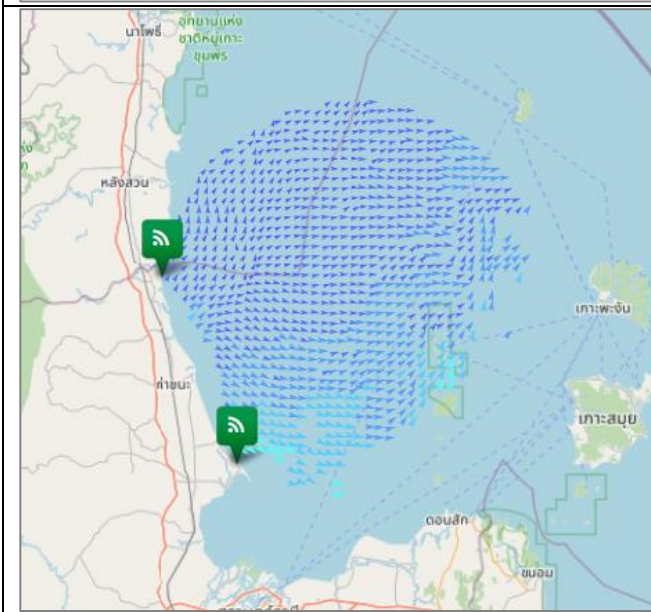 นาโพธิ์
อุทยานแห่ง
ชาติหมู่เกาะ
ชุมพร
หลังสวน
เกาะพะงัน
ท่าชนะ
เกาะสมุย
ดอนสัก
ขนอม